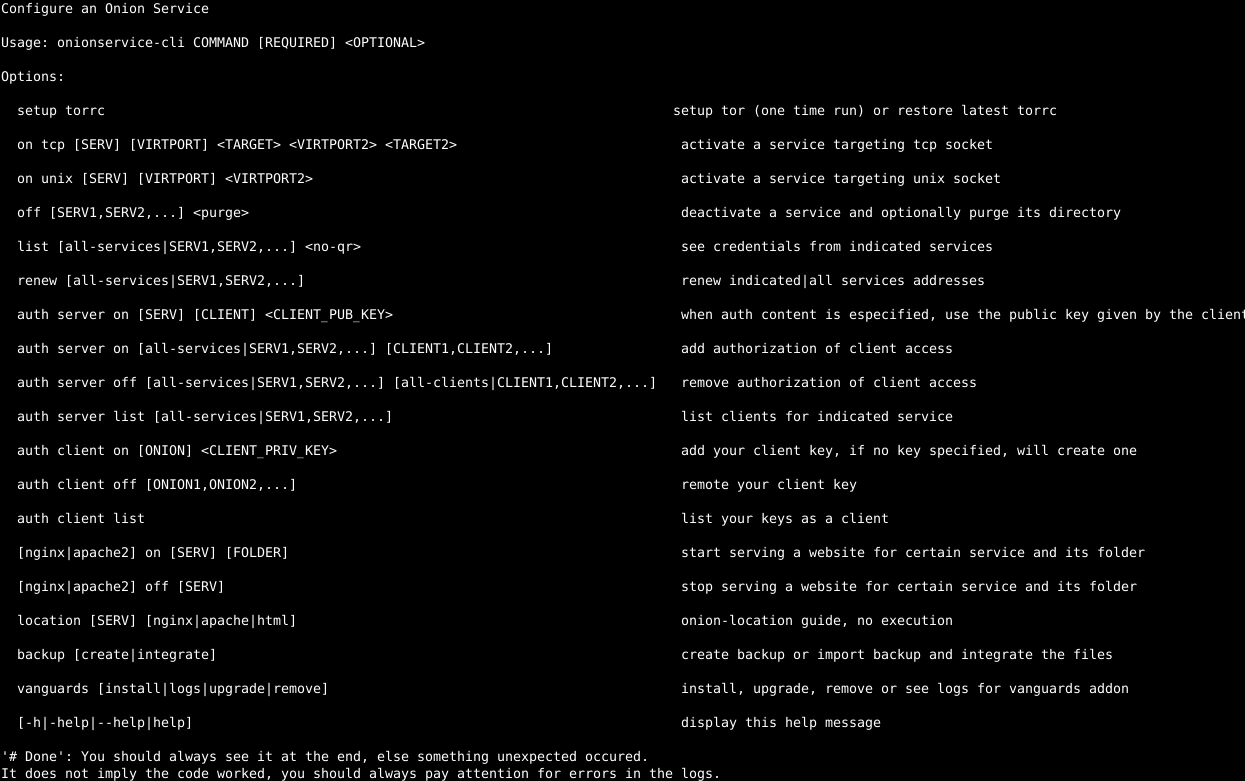 Configure an Onion Service
Usage: onionservice-cli COMMAND [REQUIRED] <OPTIONAL>
Options:
  setup torrc                                                                       setup tor (one time run) or restore latest torrc
  on tcp [SERV] [VIRTPORT] <TARGET> <VIRTPORT2> <TARGET2>                            activate a service targeting tcp socket
  on unix [SERV] [VIRTPORT] <VIRTPORT2>                                              activate a service targeting unix socket
  off [SERV1,SERV2,...] <purge>                                                      deactivate a service and optionally purge its directory
  list [all-services|SERV1,SERV2,...] <no-qr>                                        see credentials from indicated services
  renew [all-services|SERV1,SERV2,...]                                               renew indicated|all services addresses
  auth server on [SERV] [CLIENT] <CLIENT_PUB_KEY>                                    when auth content is especified, use the public key given by the client
  auth server on [all-services|SERV1,SERV2,...] [CLIENT1,CLIENT2,...]                add authorization of client access
  auth server off [all-services|SERV1,SERV2,...] [all-clients|CLIENT1,CLIENT2,...]   remove authorization of client access
  auth server list [all-services|SERV1,SERV2,...]                                    list clients for indicated service
  auth client on [ONION] <CLIENT_PRIV_KEY>                                           add your client key, if no key specified, will create one
  auth client off [ONION1,ONION2,...]                                                remote your client key
  auth client list                                                                   list your keys as a client
  [nginx|apache2] on [SERV] [FOLDER]                                                 start serving a website for certain service and its folder
  [nginx|apache2] off [SERV]                                                         stop serving a website for certain service and its folder
  location [SERV] [nginx|apache|html]                                                onion-location guide, no execution
  backup [create|integrate]                                                          create backup or import backup and integrate the files
  vanguards [install|logs|upgrade|remove]                                            install, upgrade, remove or see logs for vanguards addon
  [-h|-help|--help|help]                                                             display this help message
'# Done': You should always see it at the end, else something unexpected occured.
It does not imply the code worked, you should always pay attention for errors in the logs.